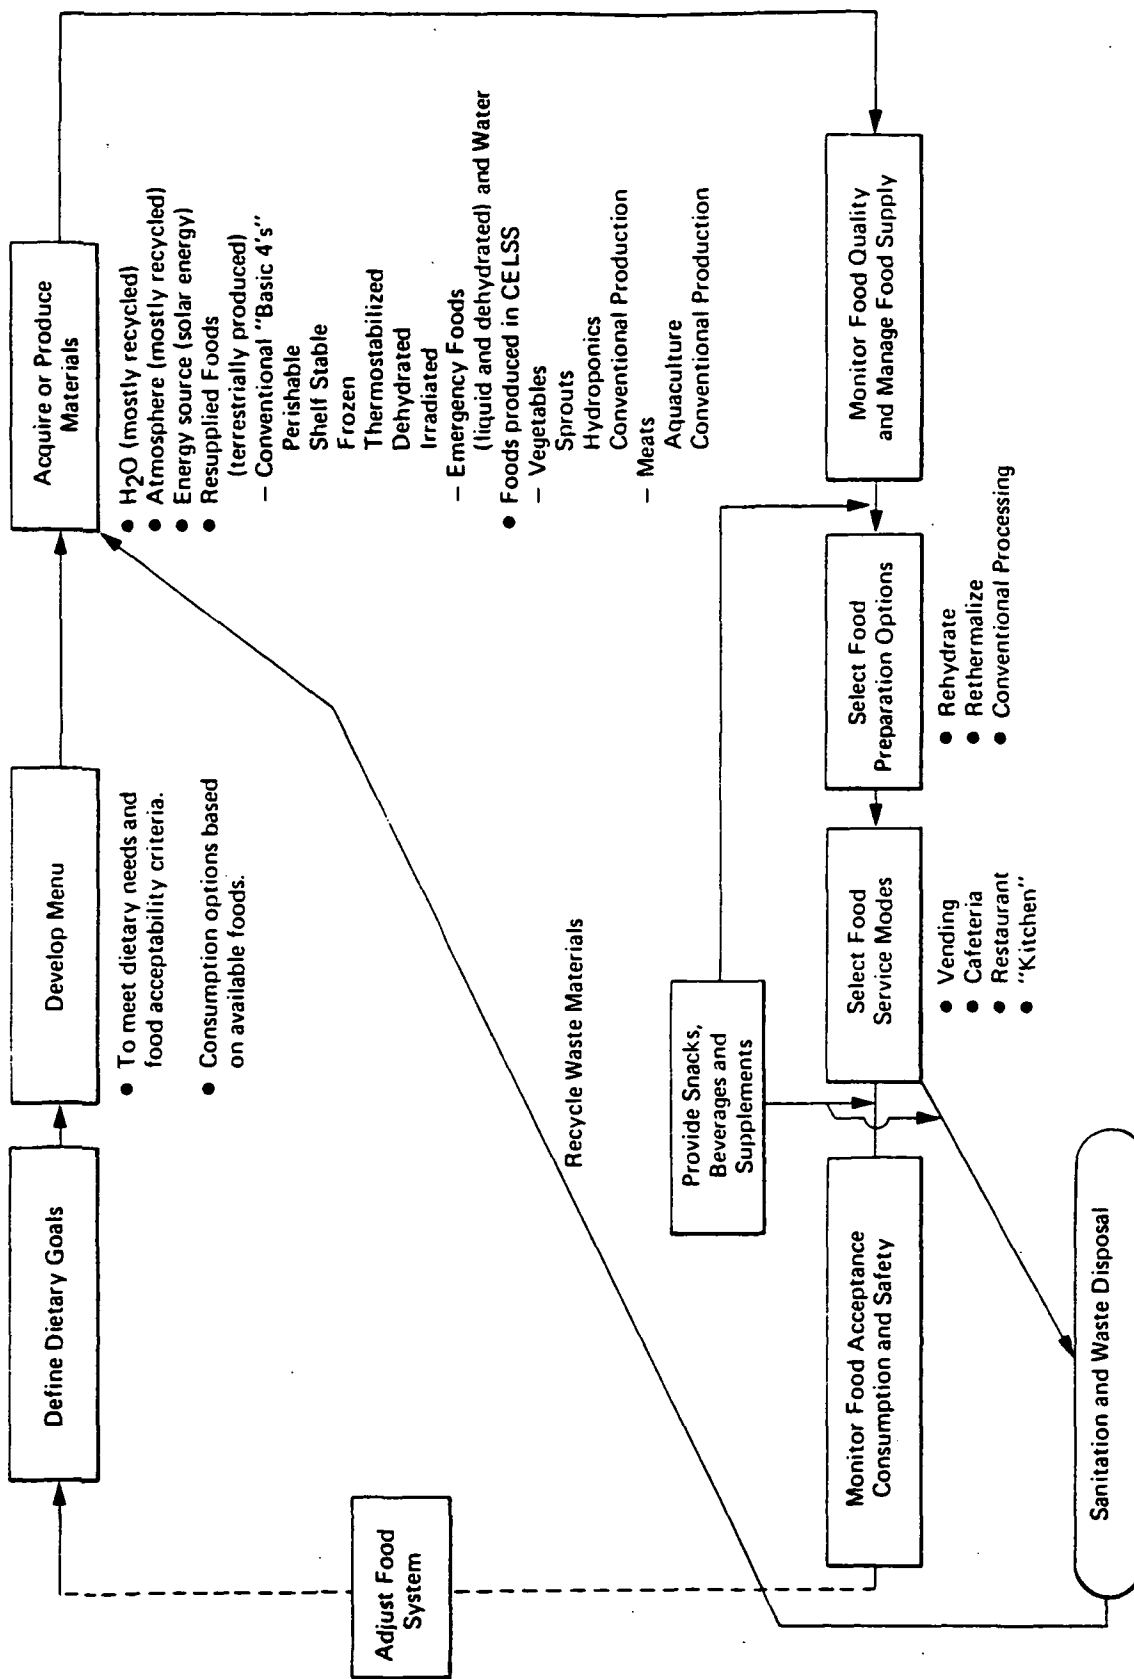 Define Dietary Goals
Develop Menu
● To meet dietary needs and
food acceptability criteria.
● Consumption options based
on available foods.
Acquire or Produce
Materials
● H2O (mostly recycled)
● Atmosphere (mostly recycled)
● Energy source (solar energy)
● Resupplied Foods
(terrestrially produced)
– Conventional "Basic 4's"
Perishable
Shelf Stable
Frozen
Thermostabilized
Dehydrated
Irradiated
– Emergency Foods
(liquid and dehydrated) and Water
● Foods produced in CELSS
– Vegetables
Sprouts
Hydroponics
Conventional Production
– Meats
Aquaculture
Conventional Production
Adjust Food
System
Recycle Waste Materials
Provide Snacks,
Beverages and
Supplements
Monitor Food Acceptance
Consumption and Safety
Select Food
Service Modes
● Vending
● Cafeteria
● Restaurant
● "Kitchen"
Select Food
Preparation Options
● Rehydrate
● Rethermalize
● Conventional Processing
Monitor Food Quality
and Manage Food Supply
Sanitation and Waste Disposal